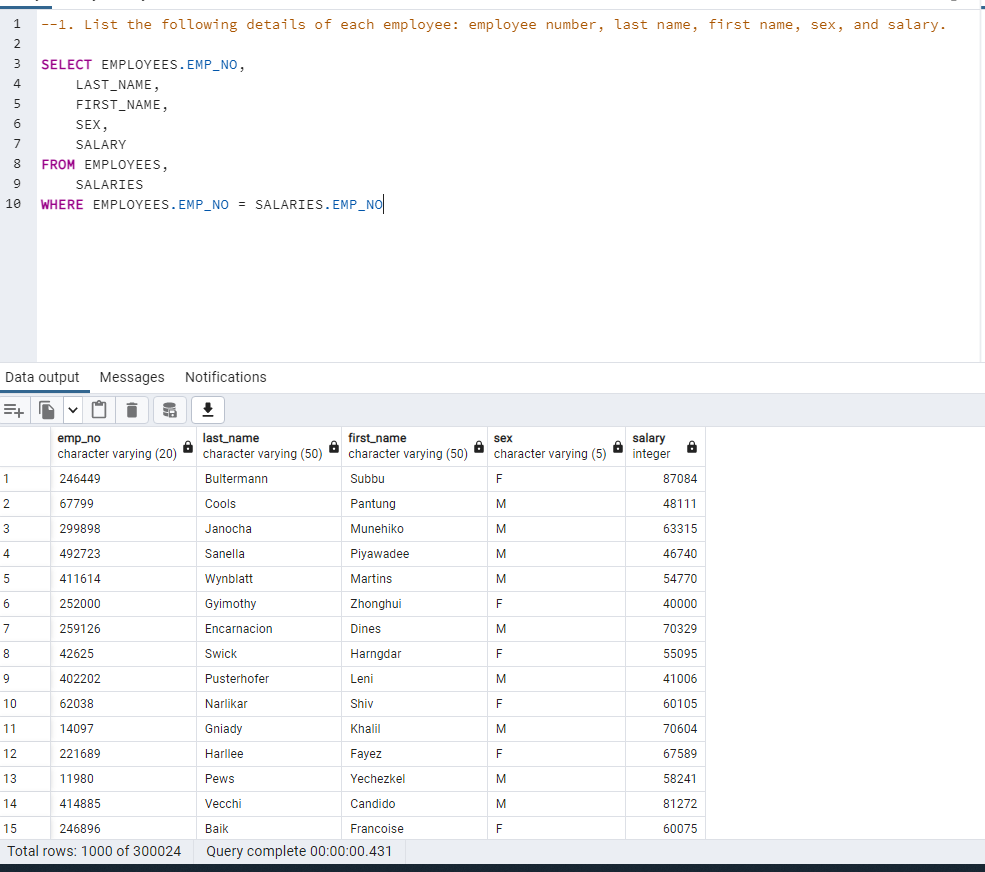 1 --1. List the following details of each employee: employee number, last name, first name, sex, and salary.
2
3 SELECT EMPLOYEES.EMP_NO,
4 LAST_NAME,
5 FIRST_NAME,
6 SEX,
7 SALARY
8 FROM EMPLOYEES,
9 SALARIES
10 WHERE EMPLOYEES.EMP_NO = SALARIES.EMP_NO
Data output Messages Notifications
emp_no last_name first_name sex salary
character varying (20) character varying (50) character varying (50) character varying (5) integer
1 246449 Bultermann Subbu F 87084
2 67799 Cools Pantung M 48111
3 299898 Janocha Munehiko M 63315
4 492723 Sanella Piyawadee M 46740
5 411614 Wynblatt Martins M 54770
6 252000 Gyimothy Zhonghui F 40000
7 259126 Encarnacion Dines M 70329
8 42625 Swick Harngdar F 55095
9 402202 Pusterhofer Leni M 41006
10 62038 Narlikar Shiv F 60105
11 14097 Gniady Khalil M 70604
12 221689 Harllee Fayez F 67589
13 11980 Pews Yechezkel M 58241
14 414885 Vecchi Candido M 81272
15 246896 Baik Francoise F 60075
Total rows: 1000 of 300024 Query complete 00:00:00.431